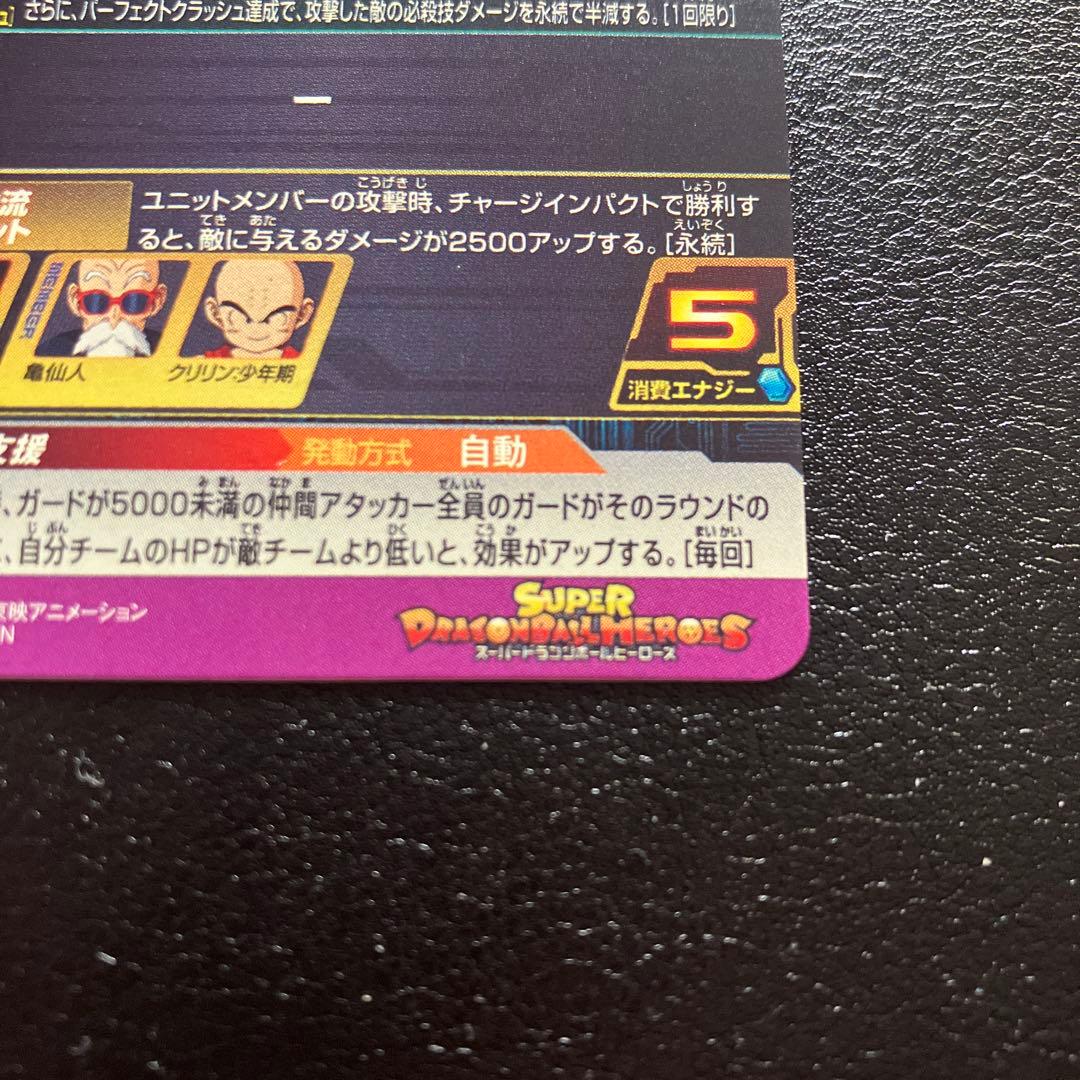 ュ] さらに、パーフェクトクラッシュ達成で、攻撃した敵の必殺技ダメージを永続で半減する。[1回限り]
ー
流
ット
ユニットメンバーの攻撃時、チャージインパクトで勝利す
ると、敵に与えるダメージが2500アップする。[永続]
MEMBER
亀仙人
クリリン:少年期
5
消費エナジー
支援
発動方式 自動
、ガードが5000未満の仲間アタッカー全員のガードがそのラウンドの
、自分チームのHPが敵チームより低いと、効果がアップする。[毎回]
東映アニメーション
N
SUPER
DRAGONBALL HEROES
スーパードラゴンボールヒーローズ